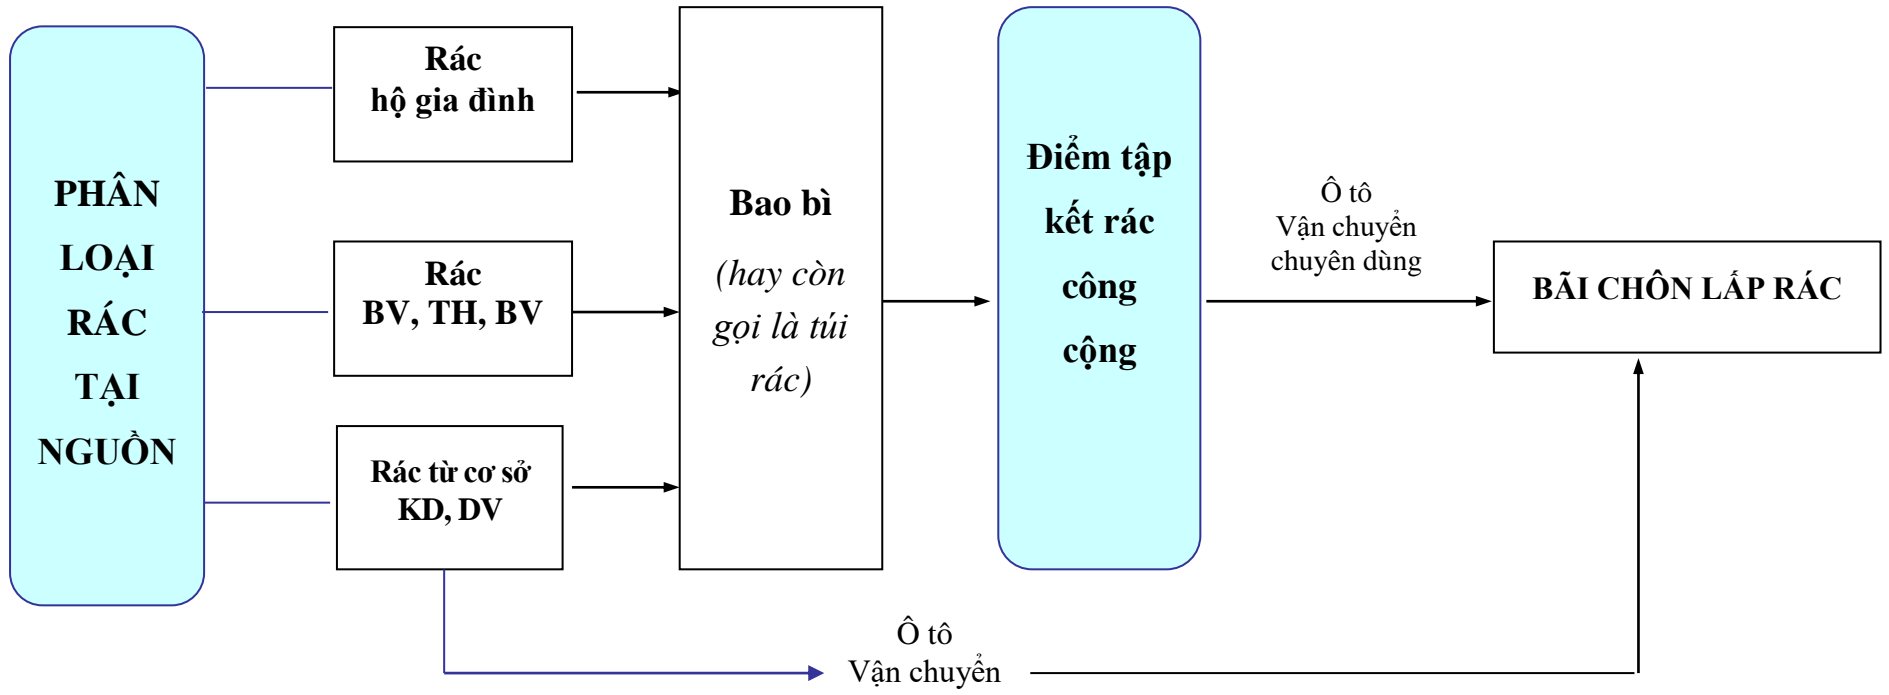 PHÂN
LOẠI
RÁC
TẠI
NGUỒN
Rác
hộ gia đình
Rác
BV, TH, BV
Rác từ cơ sở
KD, DV
Bao bì
(hay còn
gọi là túi
rác)
Điểm tập
kết rác
công
cộng
Ô tô
Vận chuyển
chuyên dùng
BÃI CHÔN LẤP RÁC
Ô tô
Vận chuyển